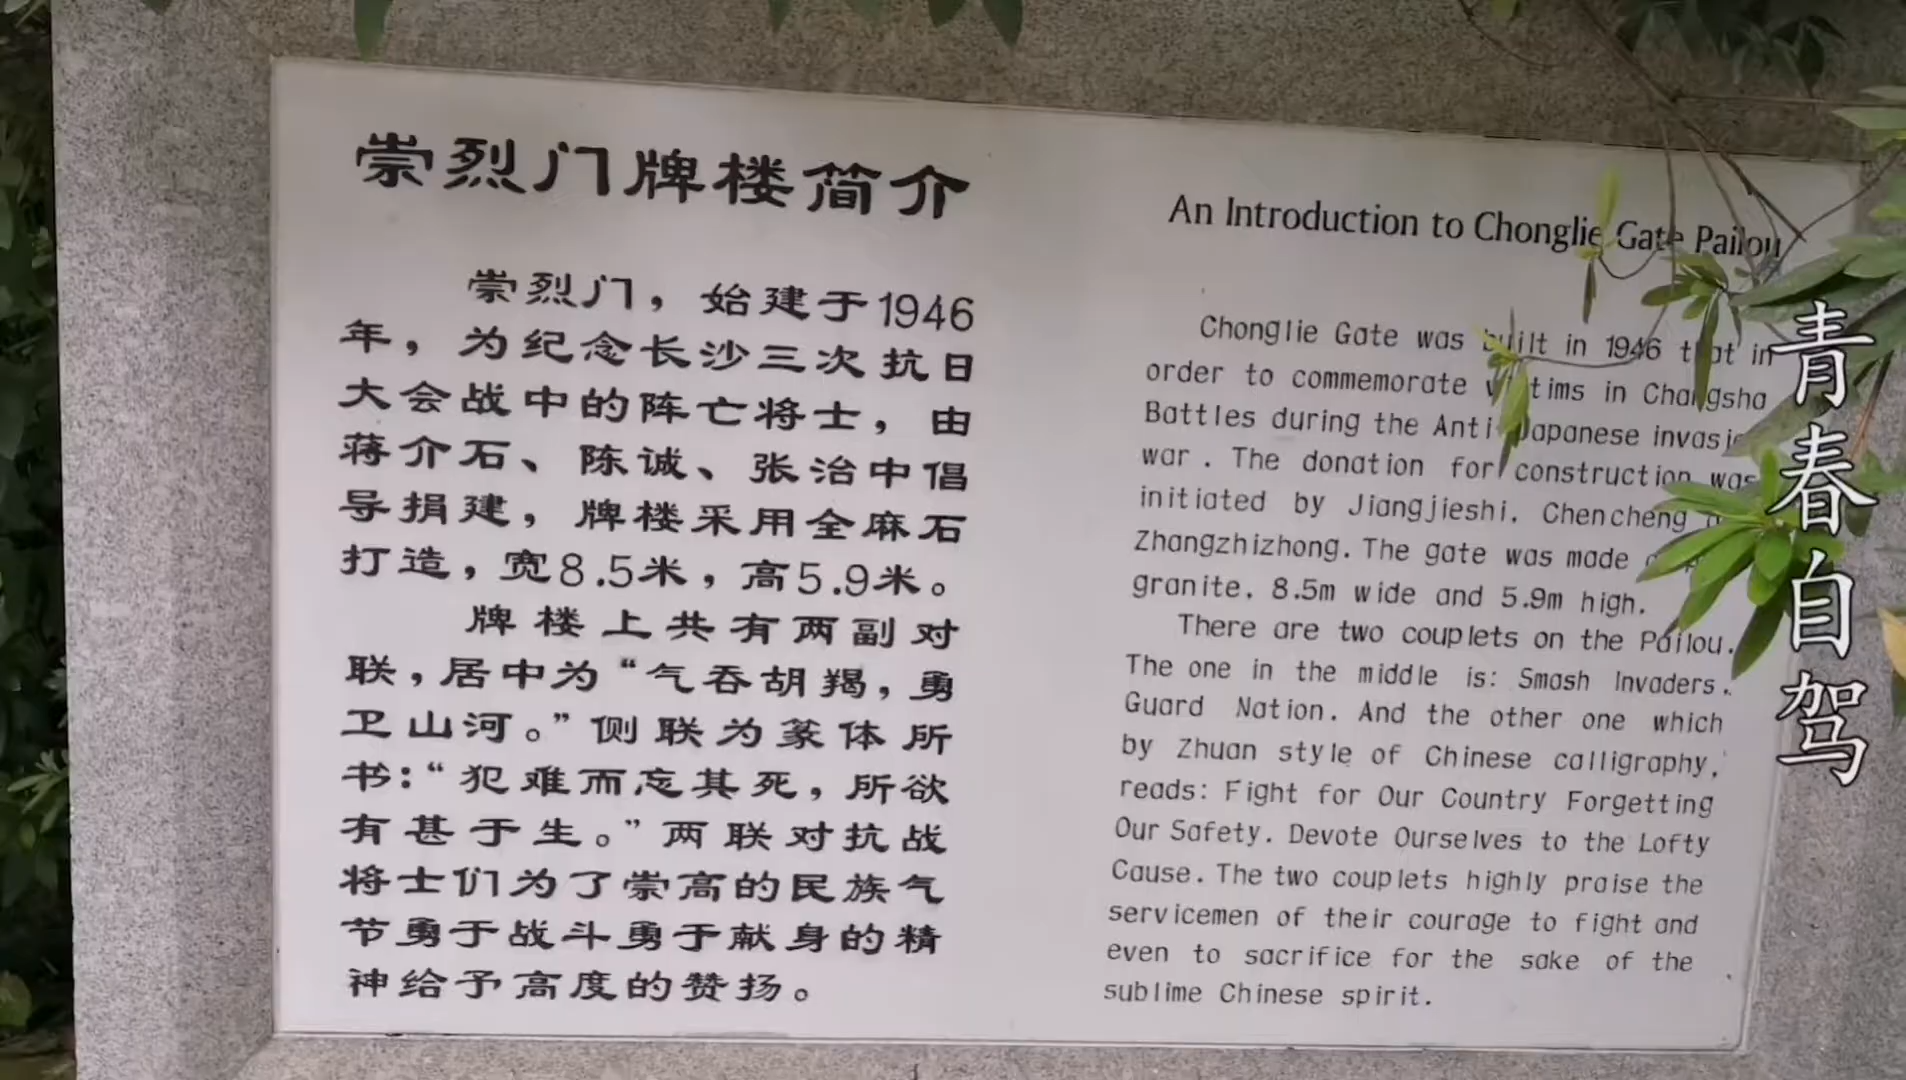 崇烈门牌楼简介
崇烈门，始建于1946
年，为纪念长沙三次抗日
大会战中的阵亡将士，由
蒋介石、陈诚、张治中倡
导捐建，牌楼采用全麻石
打造，宽8.5米，高5.9米。
牌楼上共有两副对
联，居中为“气吞胡羯，勇
卫山河。”侧联为篆体所
书：“犯难而忘其死，所欲
有甚于生。”两联对抗战
将士们为了崇高的民族气
节勇于战斗勇于献身的精
神给予高度的赞扬。
An Introduction to Chonglie Gate Pailou
Chonglie Gate was built in 1946 that in
order to commemorate victims in Changsha
Battles during the Anti-Japanese
war. The donation for construction was
initiated by Jiangjieshi. Chencheng
Zhangzhizhong. The gate was made
granite. 8.5m wide and 5.9m high.
There are two couplets on the Pailou.
The one in the middle is: Smash Invaders.
Guard Nation. And the other one which
by Zhuan style of Chinese calligraphy,
reads: Fight for Our Country Forgetting
Our Safety. Devote Ourselves to the Lofty
Cause. The two couplets highly praise the
servicemen of their courage to fight and
even to sacrifice for the sake of the
sublime Chinese spirit.
青春自驾